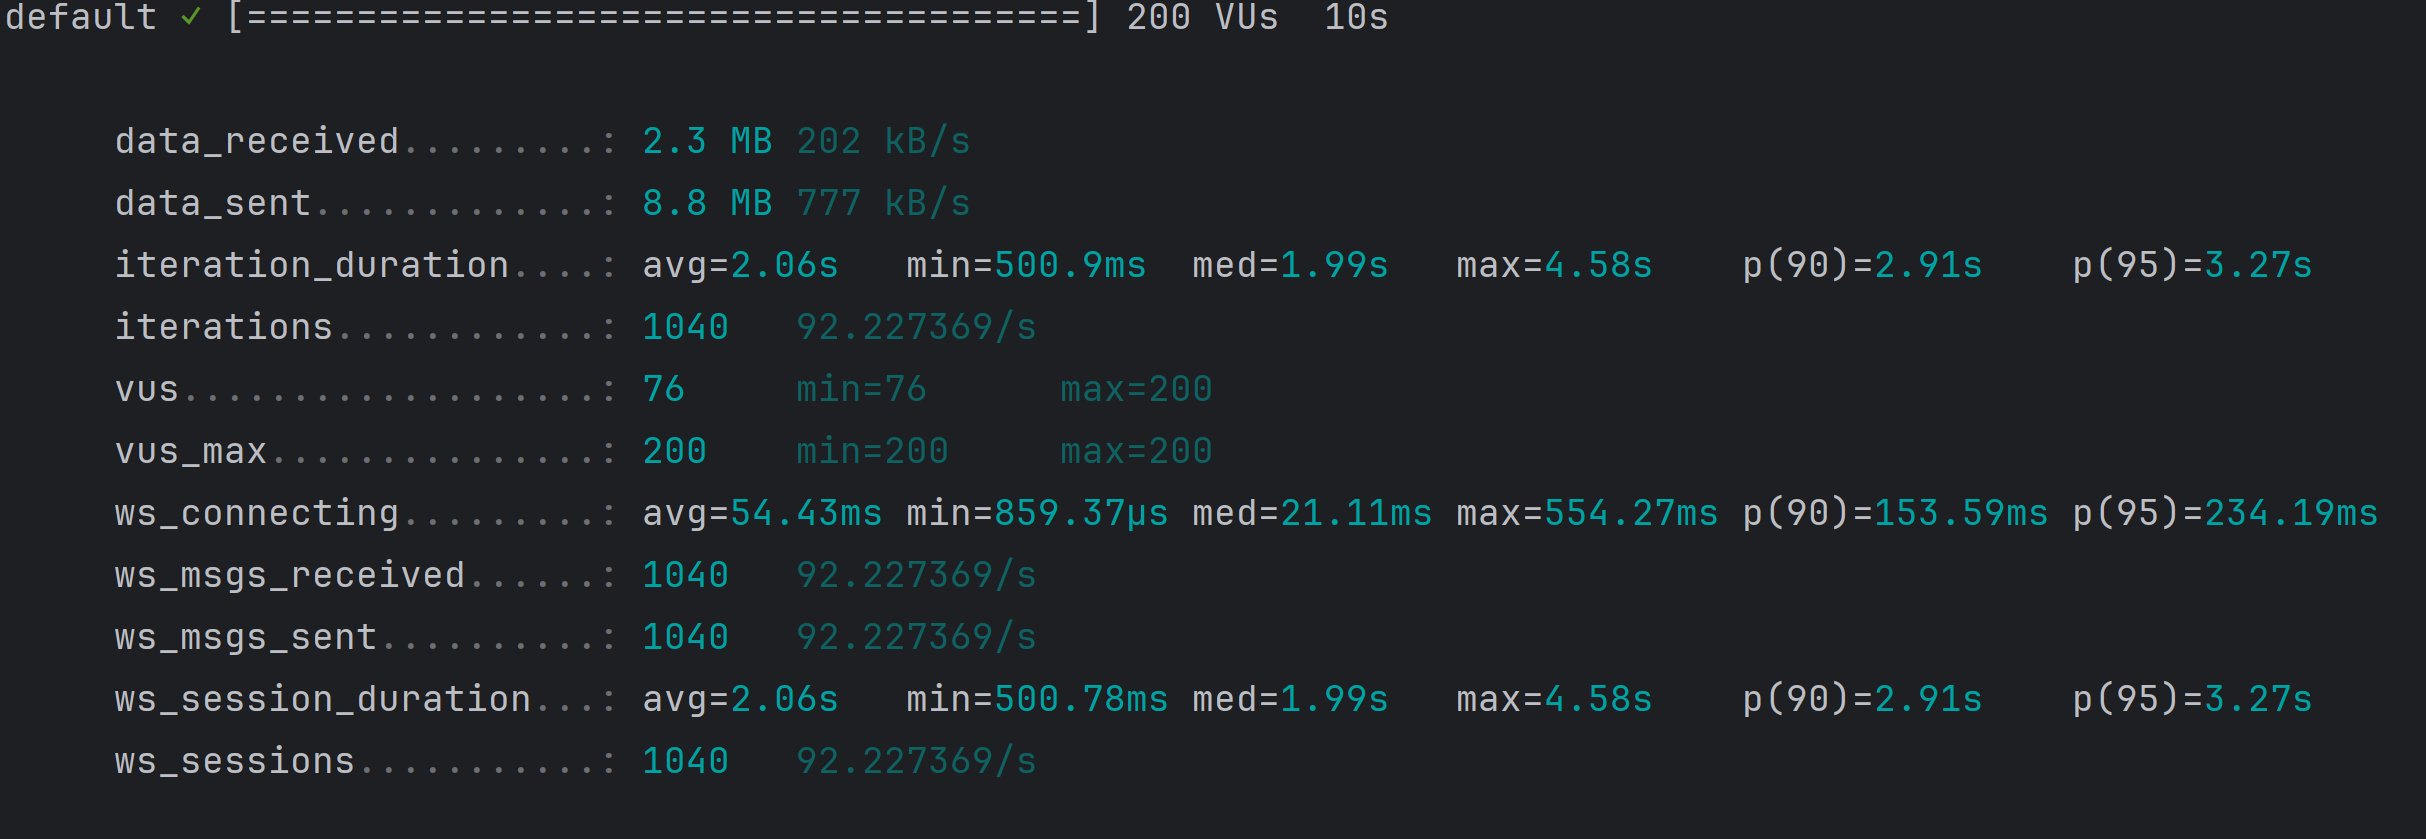 default ✓ [======================================] 200 VUs  10s
data_received.........: 2.3 MB 202 kB/s
data_sent.............: 8.8 MB 777 kB/s
iteration_duration....: avg=2.06s   min=500.9ms  med=1.99s   max=4.58s    p(90)=2.91s    p(95)=3.27s
iterations............: 1040   92.227369/s
vus...................: 76     min=76      max=200
vus_max...............: 200    min=200     max=200
ws_connecting.........: avg=54.43ms min=859.37µs med=21.11ms max=554.27ms p(90)=153.59ms p(95)=234.19ms
ws_msgs_received......: 1040   92.227369/s
ws_msgs_sent..........: 1040   92.227369/s
ws_session_duration...: avg=2.06s   min=500.78ms med=1.99s   max=4.58s    p(90)=2.91s    p(95)=3.27s
ws_sessions...........: 1040   92.227369/s